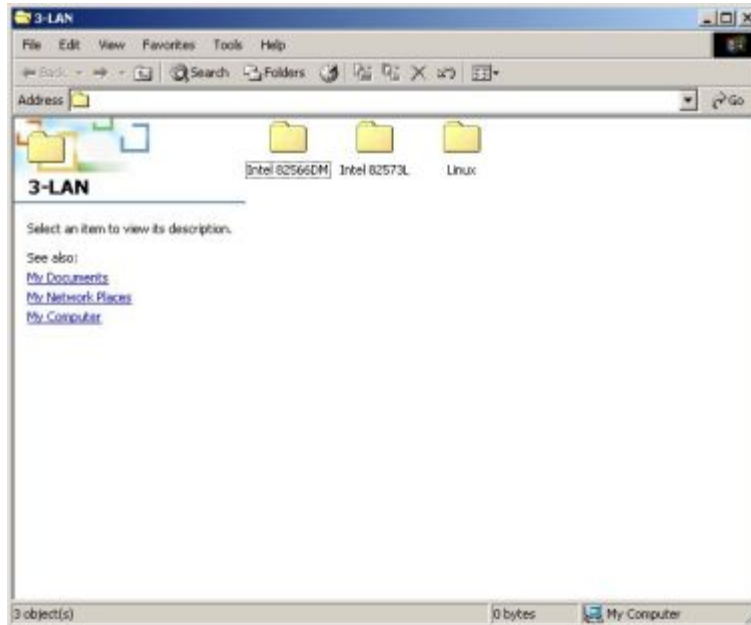 3-LAN
File Edit View Favorites Tools Help
Back Search Folders
Address Go
Intel 82566DM Intel 82573L Linux
3-LAN
Select an item to view its description.
See also:
My Documents
My Network Places
My Computer
3 object(s) 0 bytes My Computer